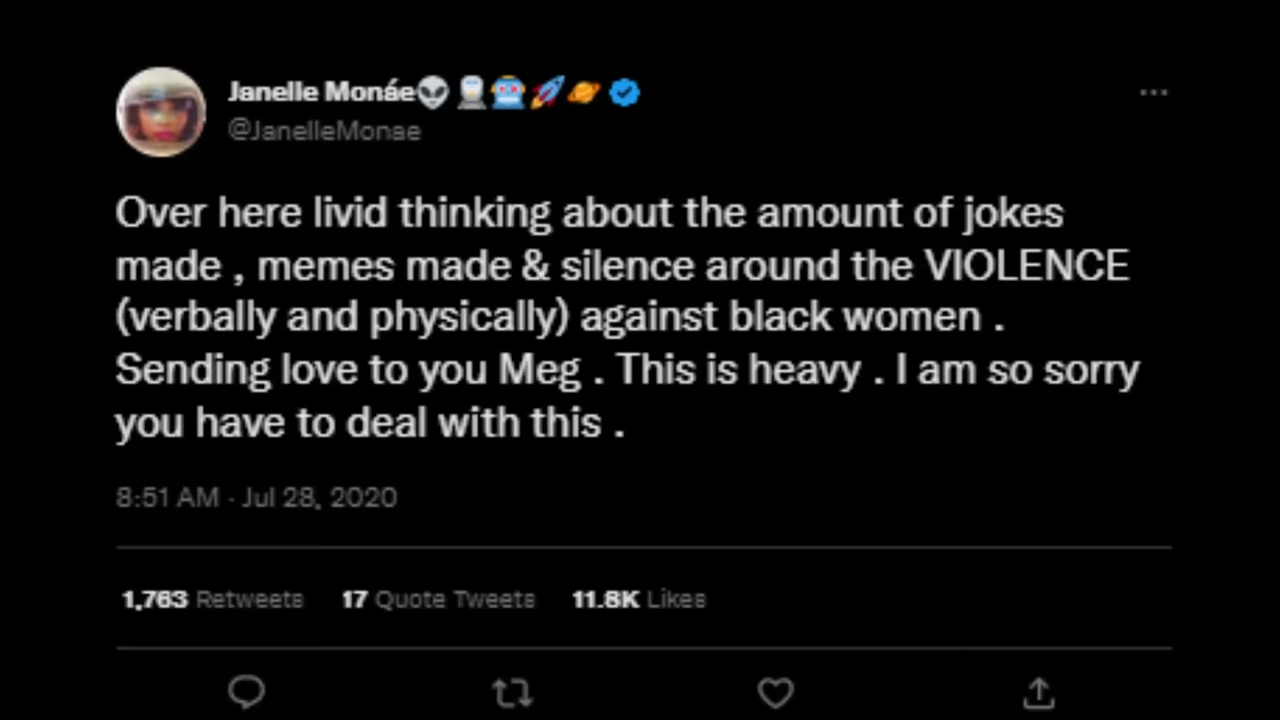 Janelle Monáe👽👩‍🚀🤖🚀🪐
@JanelleMonae
Over here livid thinking about the amount of jokes
made , memes made & silence around the VIOLENCE
(verbally and physically) against black women .
Sending love to you Meg . This is heavy . I am so sorry
you have to deal with this .
8:51 AM · Jul 28, 2020
1,763 Retweets 17 Quote Tweets 11.8K Likes